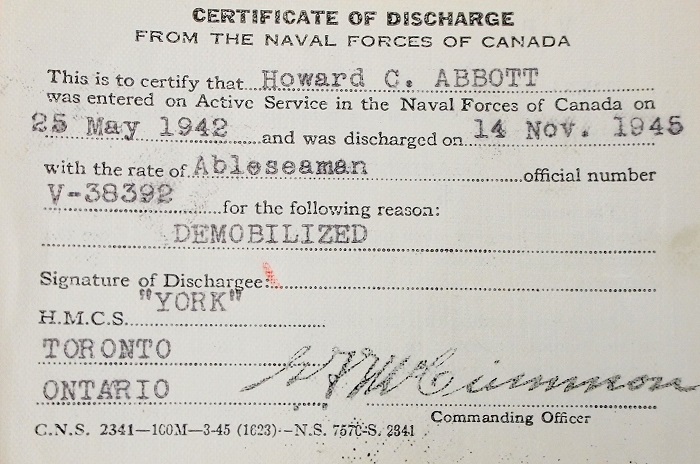 CERTIFICATE OF DISCHARGE
FROM THE NAVAL FORCES OF CANADA
This is to certify that Howard C. ABBOTT
was entered on Active Service in the Naval Forces of Canada on
25 May 1942 and was discharged on 14 Nov. 1945
with the rate of Ableseaman official number
V-38392 for the following reason:
DEMOBILIZED
Signature of Dischargee:
H.M.C.S. "YORK"
TORONTO
ONTARIO
Commanding Officer
C.N.S. 2341—100M—3-45 (1623)--N.S. 7570-S. 2341